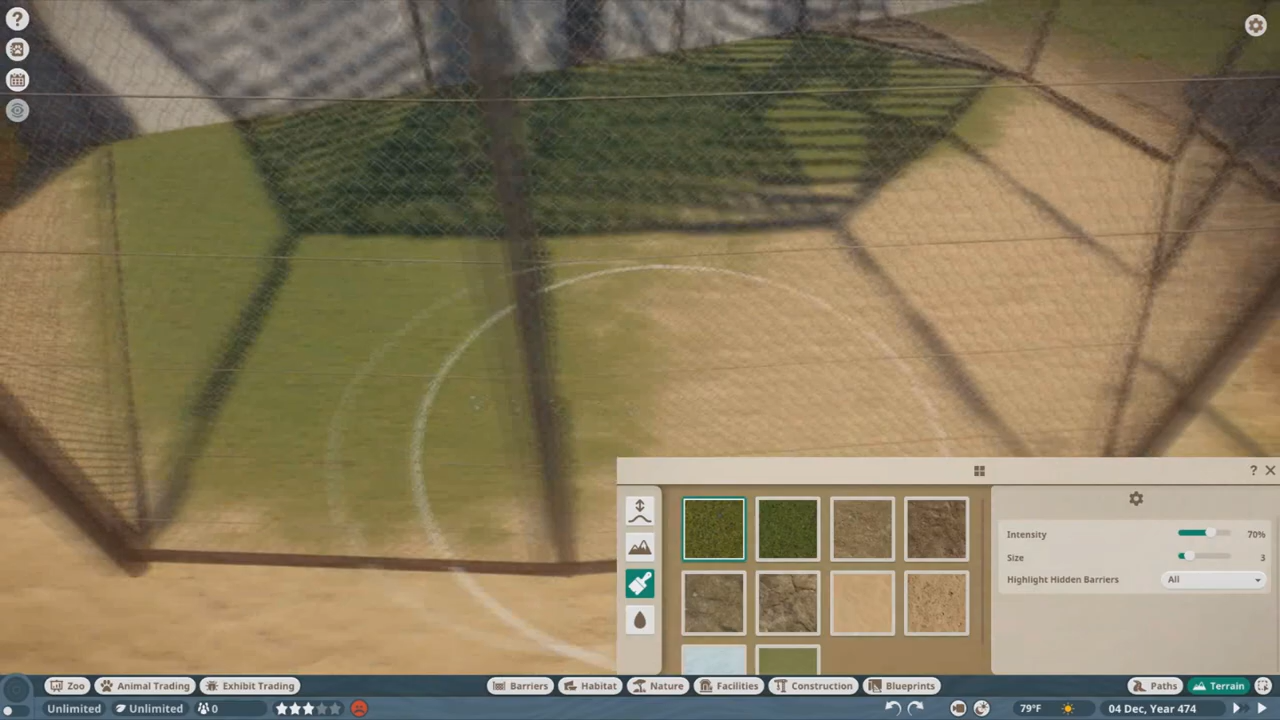 ?
? ×
Intensity 70%
Size 3
Highlight Hidden Barriers All
Zoo Animal Trading Exhibit Trading Barriers Habitat Nature Facilities Construction Blueprints Paths Terrain
Unlimited Unlimited 0 79°F 04 Dec, Year 474